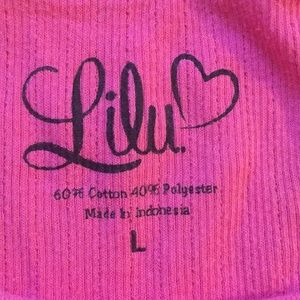 Lilu.
60% Cotton 40% Polyester
Made In Indonesia
L